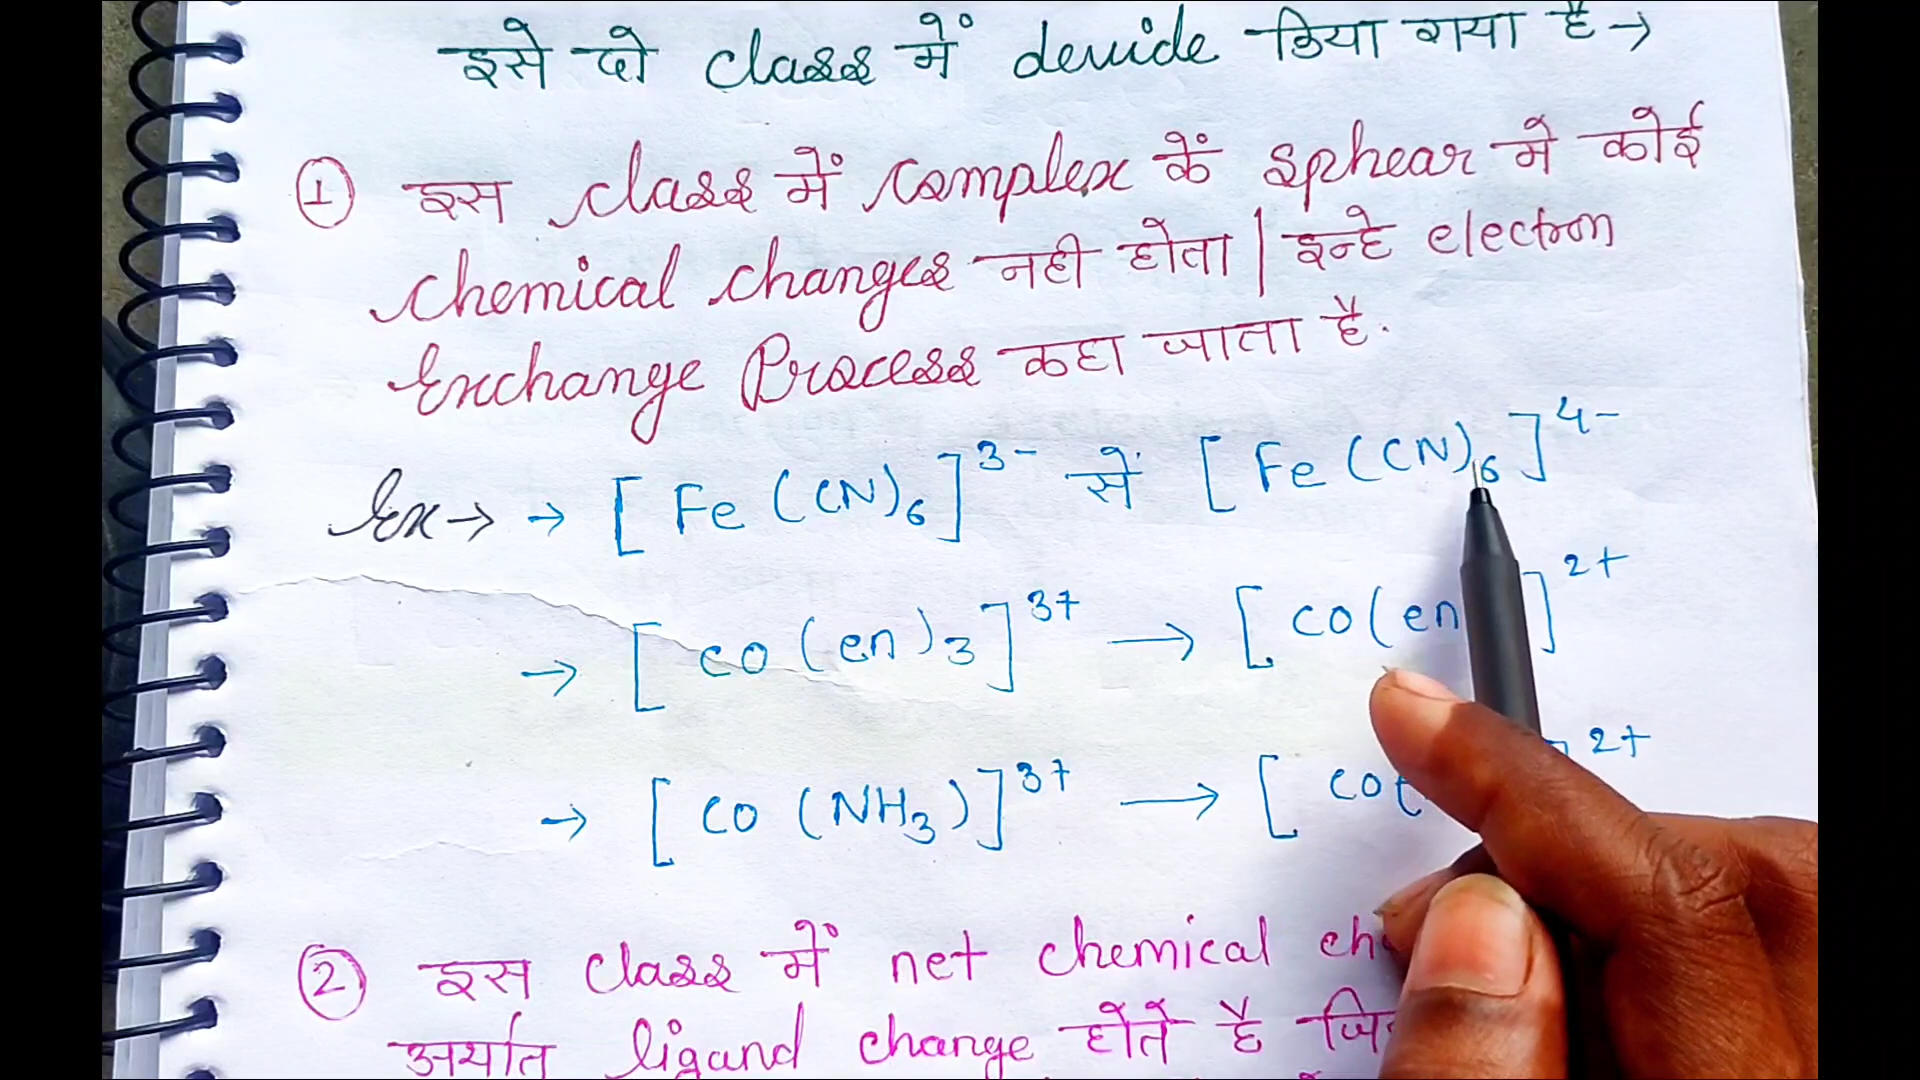 इसे दो class में devide किया गया है →
① इस class में complex कें sphear मे कोई
chemical changes नही होता | इन्हे electron
Exchange Process कहा जाता है.
Ex → → [Fe(CN)₆]³⁻ सें [Fe(CN)₆]⁴⁻
→ [CO(en)₃]³⁺ → [CO(en ]²⁺
→ [CO(NH₃)]³⁺ → [CO( ]²⁺
② इस class में net chemical
अर्थात ligand change होते है